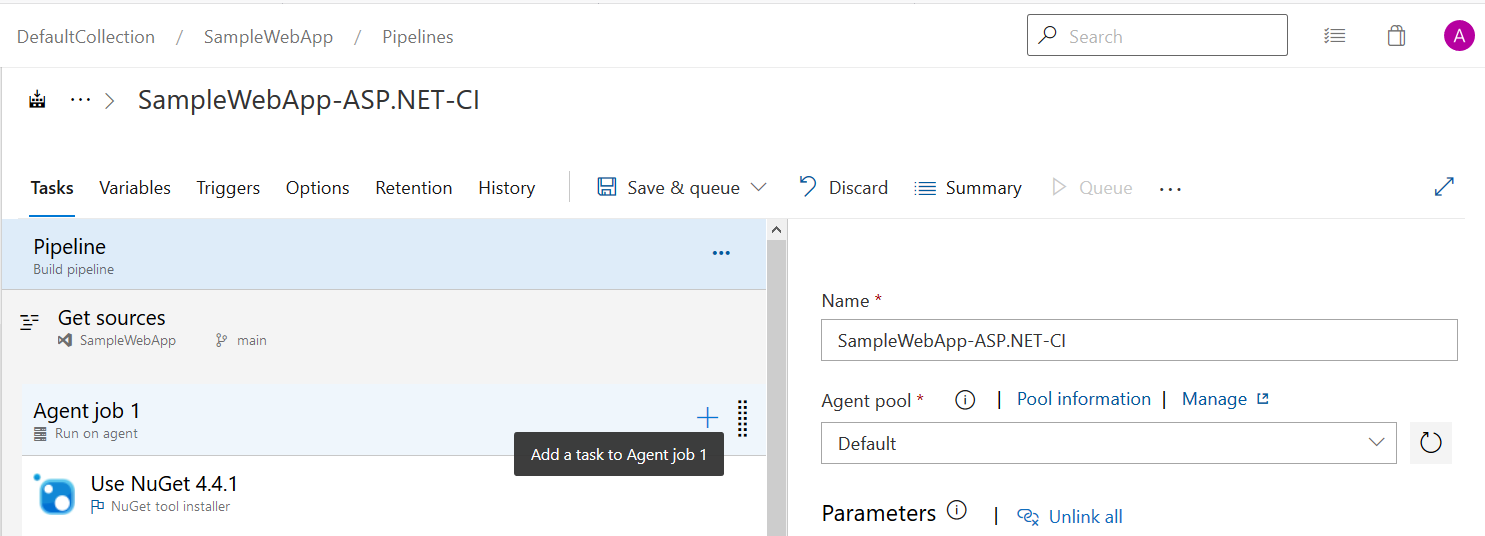 DefaultCollection / SampleWebApp / Pipelines Search A
... SampleWebApp-ASP.NET-CI
Tasks Variables Triggers Options Retention History Save & queue Discard Summary Queue ...
Pipeline
Build pipeline
Get sources
SampleWebApp main
Agent job 1
Run on agent
Add a task to Agent job 1
Use NuGet 4.4.1
NuGet tool installer
Name *
SampleWebApp-ASP.NET-CI
Agent pool * | Pool information | Manage
Default
Parameters | Unlink all